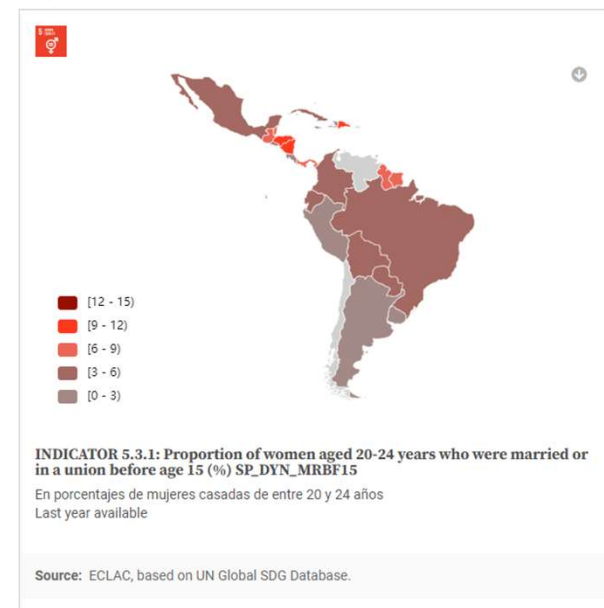 [12 - 15)
[9 - 12)
[6 - 9)
[3 - 6)
[0 - 3)
INDICATOR 5.3.1: Proportion of women aged 20-24 years who were married or
in a union before age 15 (%) SP_DYN_MRBF15
En porcentajes de mujeres casadas de entre 20 y 24 años
Last year available
Source: ECLAC, based on UN Global SDG Database.